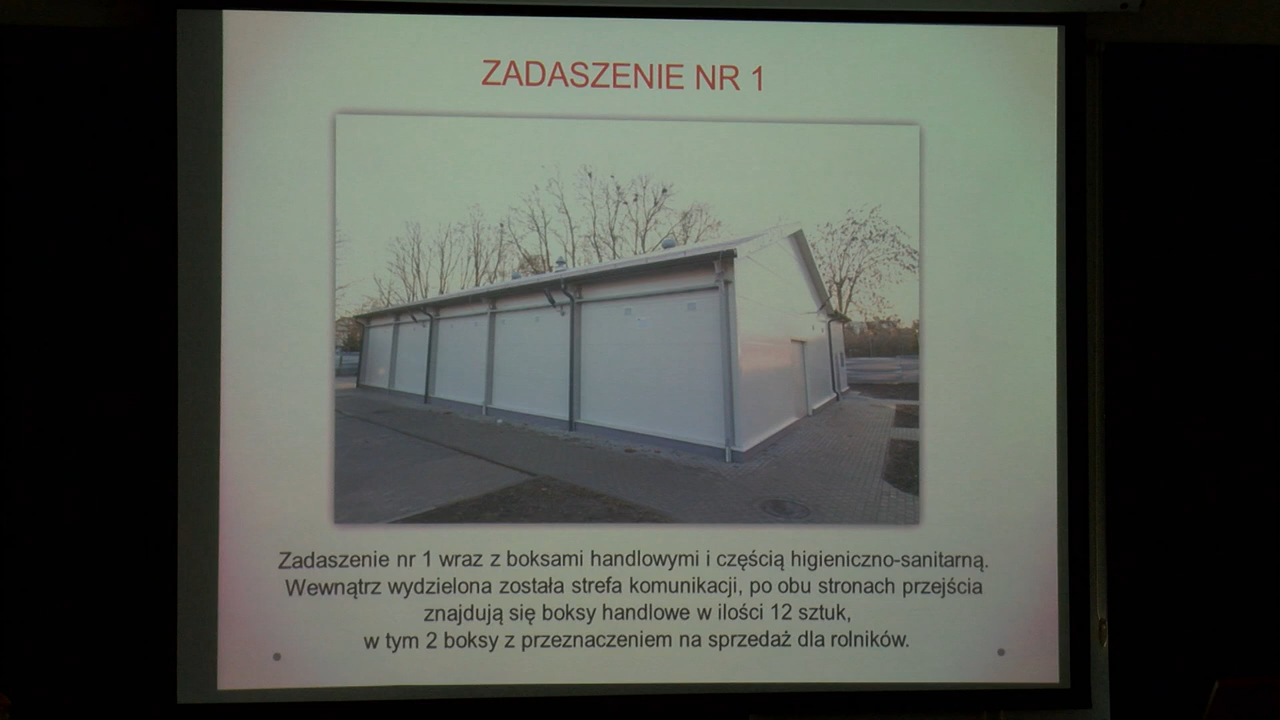 ZADASZENIE NR 1
Zadaszenie nr 1 wraz z boksami handlowymi i częścią higieniczno-sanitarną.
Wewnątrz wydzielona została strefa komunikacji, po obu stronach przejścia
znajdują się boksy handlowe w ilości 12 sztuk,
w tym 2 boksy z przeznaczeniem na sprzedaż dla rolników.